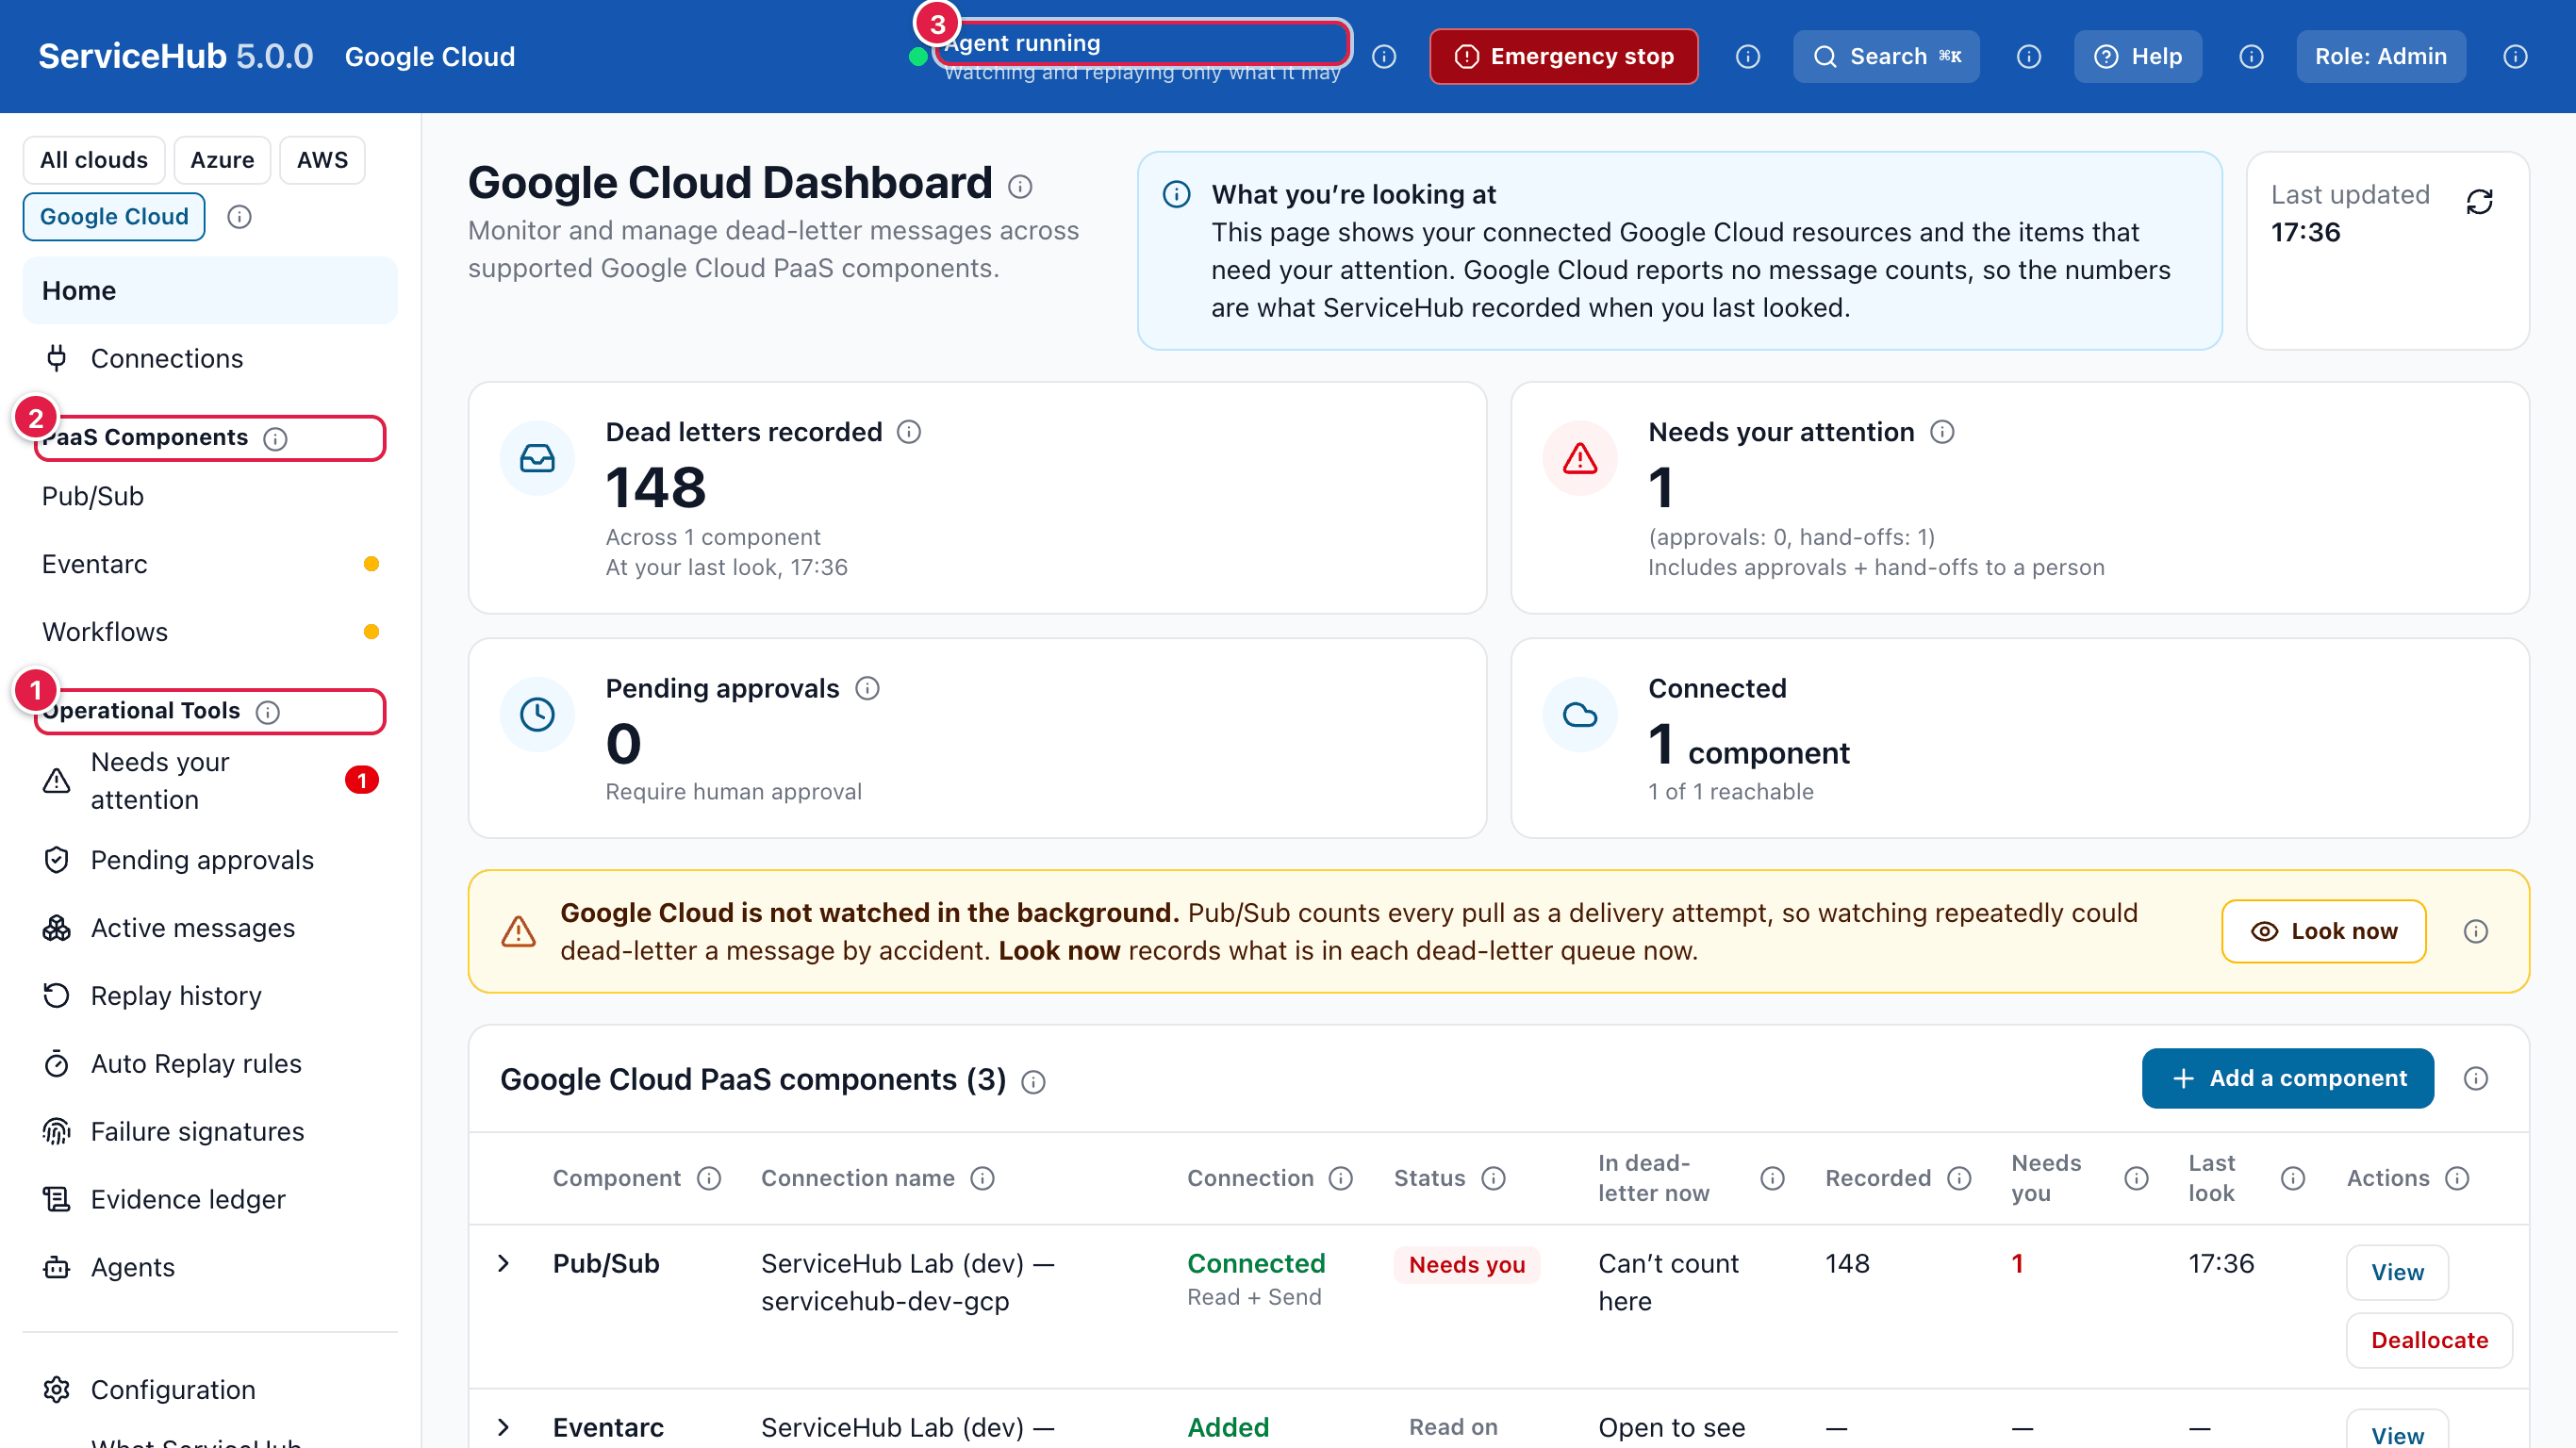 ServiceHub 5.0.0 Google Cloud
3
Agent running
Watching and replaying only what it may
Emergency stop
Search ⌘K
Help
Role: Admin
All clouds Azure AWS
Google Cloud
Home
Connections
2
PaaS Components
Pub/Sub
Eventarc
Workflows
1
Operational Tools
Needs your
attention
1
Pending approvals
Active messages
Replay history
Auto Replay rules
Failure signatures
Evidence ledger
Agents
Configuration
What ServiceHub
Google Cloud Dashboard
Monitor and manage dead-letter messages across
supported Google Cloud PaaS components.
What you’re looking at
This page shows your connected Google Cloud resources and the items that
need your attention. Google Cloud reports no message counts, so the numbers
are what ServiceHub recorded when you last looked.
Last updated
17:36
Dead letters recorded
148
Across 1 component
At your last look, 17:36
Needs your attention
1
(approvals: 0, hand-offs: 1)
Includes approvals + hand-offs to a person
Pending approvals
0
Require human approval
Connected
1 component
1 of 1 reachable
Google Cloud is not watched in the background. Pub/Sub counts every pull as a delivery attempt, so watching repeatedly could
dead-letter a message by accident. Look now records what is in each dead-letter queue now.
Look now
Google Cloud PaaS components (3)
+ Add a component
Component Connection name Connection Status In dead-letter now Recorded Needs you Last look Actions
Pub/Sub
ServiceHub Lab (dev) —
servicehub-dev-gcp
Connected
Read + Send
Needs you
Can’t count
here
148
1
17:36
View
Deallocate
Eventarc
ServiceHub Lab (dev) —
Added
Read on
Open to see
—
—
—
View